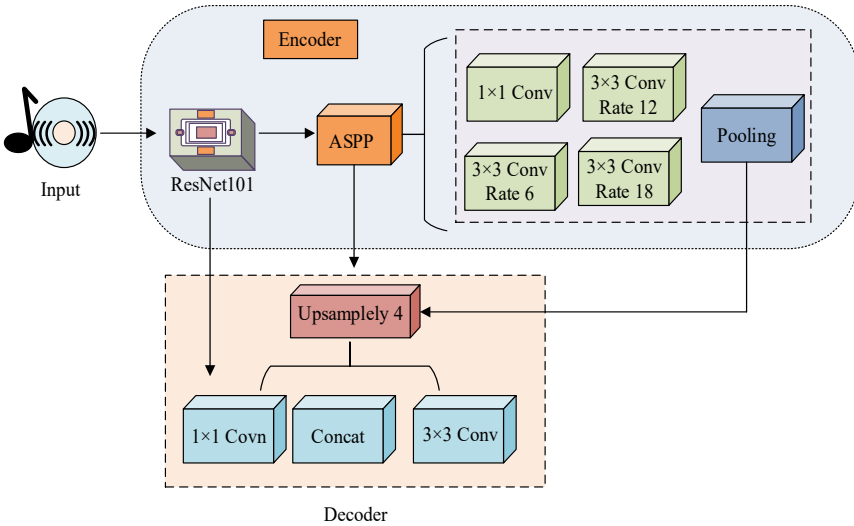 Encoder
1×1 Conv
3×3 Conv
Rate 12
3×3 Conv
Rate 6
3×3 Conv
Rate 18
Pooling
ASPP
ResNet101
Input
Upsamplely 4
1×1 Covn
Concat
3×3 Conv
Decoder